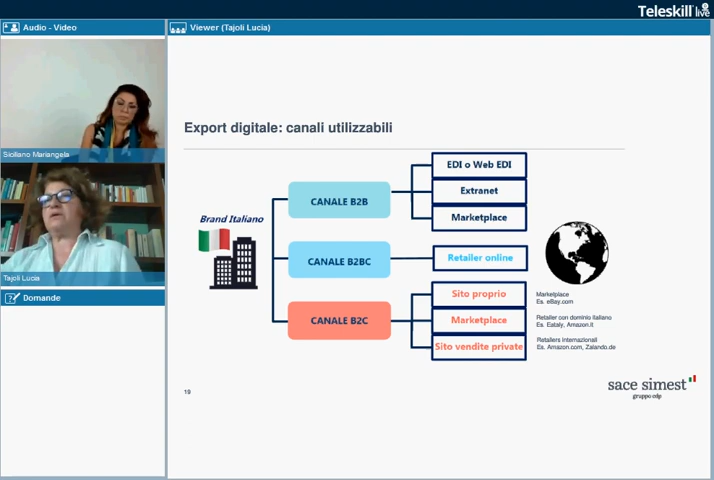 Teleskill live
Audio - Video
Viewer (Tajoli Lucia)
Siciliano Mariangela
Tajoli Lucia
Domande
Export digitale: canali utilizzabili
Brand Italiano
CANALE B2B
EDI o Web EDI
Extranet
Marketplace
CANALE B2BC
Retailer online
CANALE B2C
Sito proprio
Marketplace
Sito vendite private
Marketplace
Es. eBay.com
Retailer con dominio italiano
Es. Eataly, Amazon.it
Retailers internazionali
Es. Amazon.com, Zalando.de
19
sace simest
gruppo cdp